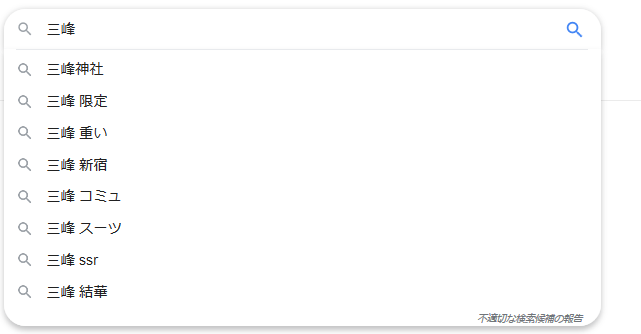 三峰
三峰神社
三峰 限定
三峰 重い
三峰 新宿
三峰 コミュ
三峰 スーツ
三峰 ssr
三峰 結華
不適切な検索候補の報告